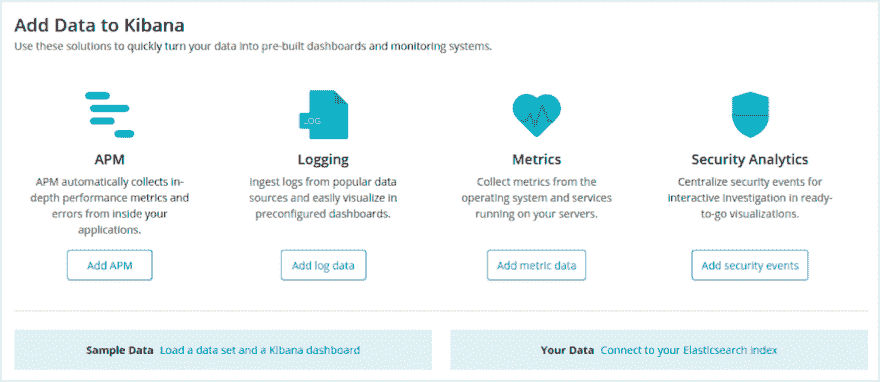 Add Data to Kibana
Use these solutions to quickly turn your data into pre-built dashboards and monitoring systems.
LOG
APM
APM automatically collects in-
depth performance metrics and
errors from inside your
applications.
Add APM
Logging
Ingest logs from popular data
sources and easily visualize in
preconfigured dashboards.
Add log data
Metrics
Collect metrics from the
operating system and services
running on your servers.
Add metric data
Security Analytics
Centralize security events for
interactive investigation in ready-
to-go visualizations.
Add security events
Sample Data Load a data set and a Kibana dashboard
Your Data Connect to your Elasticsearch index